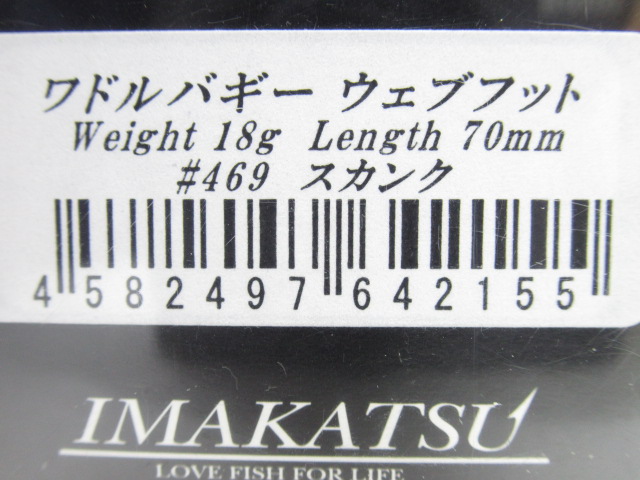 ワドルバギー ウェブフット
Weight 18g Length 70mm
#469 スカンク
4 582497 642155
IMAKATSU
LOVE FISH FOR LIFE